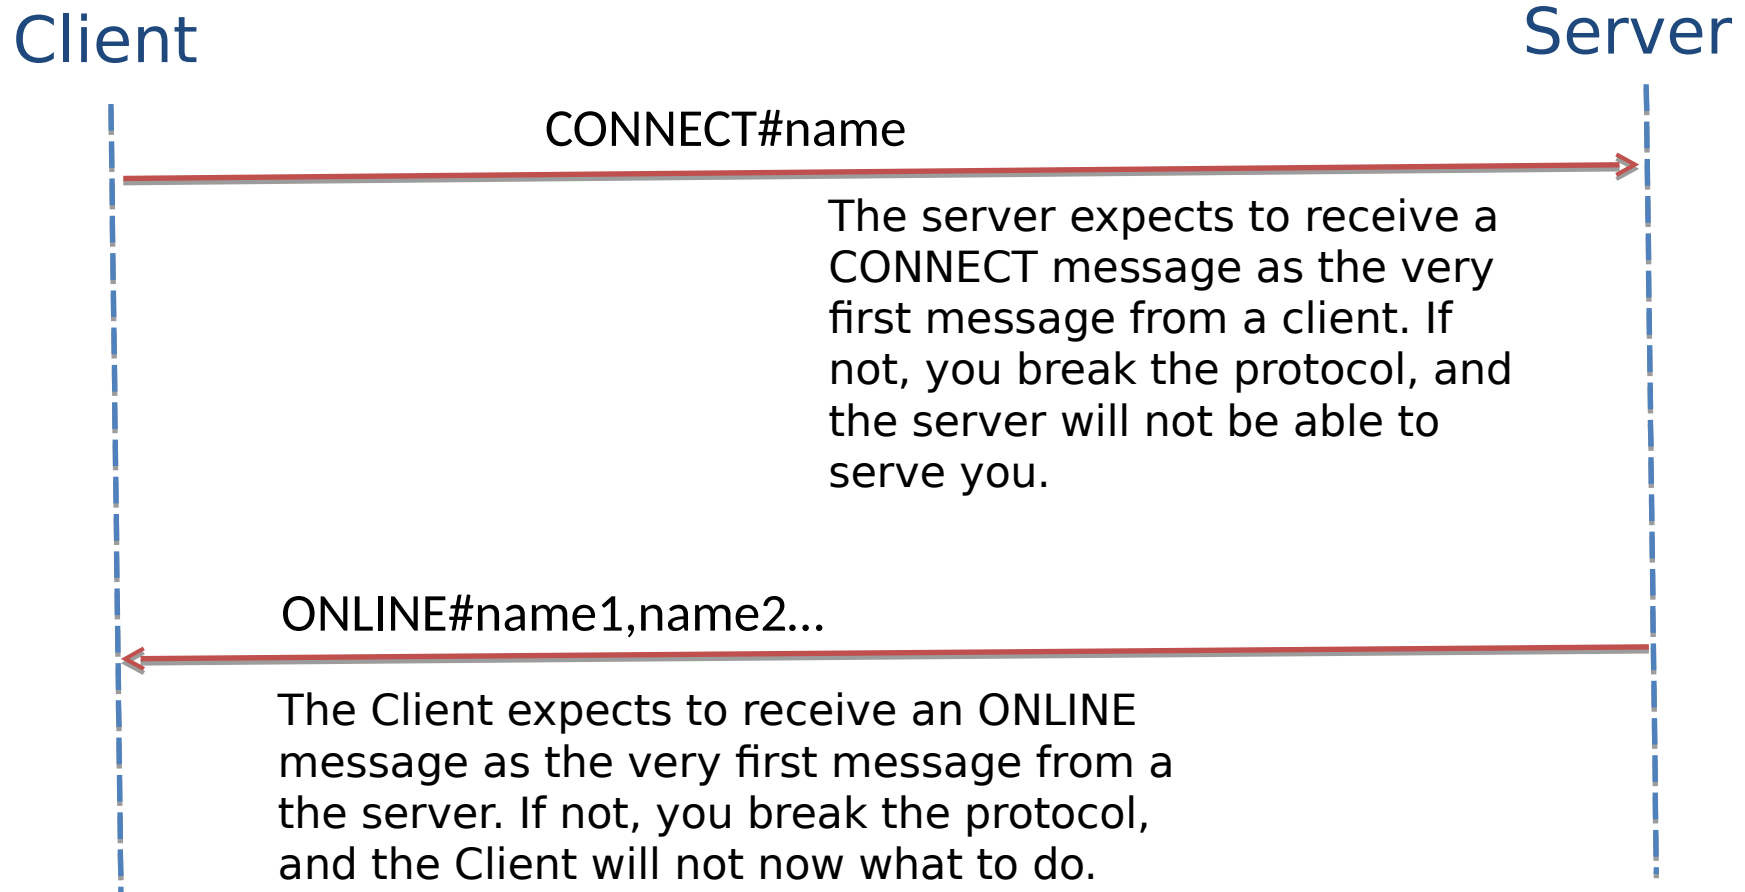 Client
Server
CONNECT#name
The server expects to receive a
CONNECT message as the very
first message from a client. If
not, you break the protocol, and
the server will not be able to
serve you.
ONLINE#name1,name2…
The Client expects to receive an ONLINE
message as the very first message from a
the server. If not, you break the protocol,
and the Client will not now what to do.